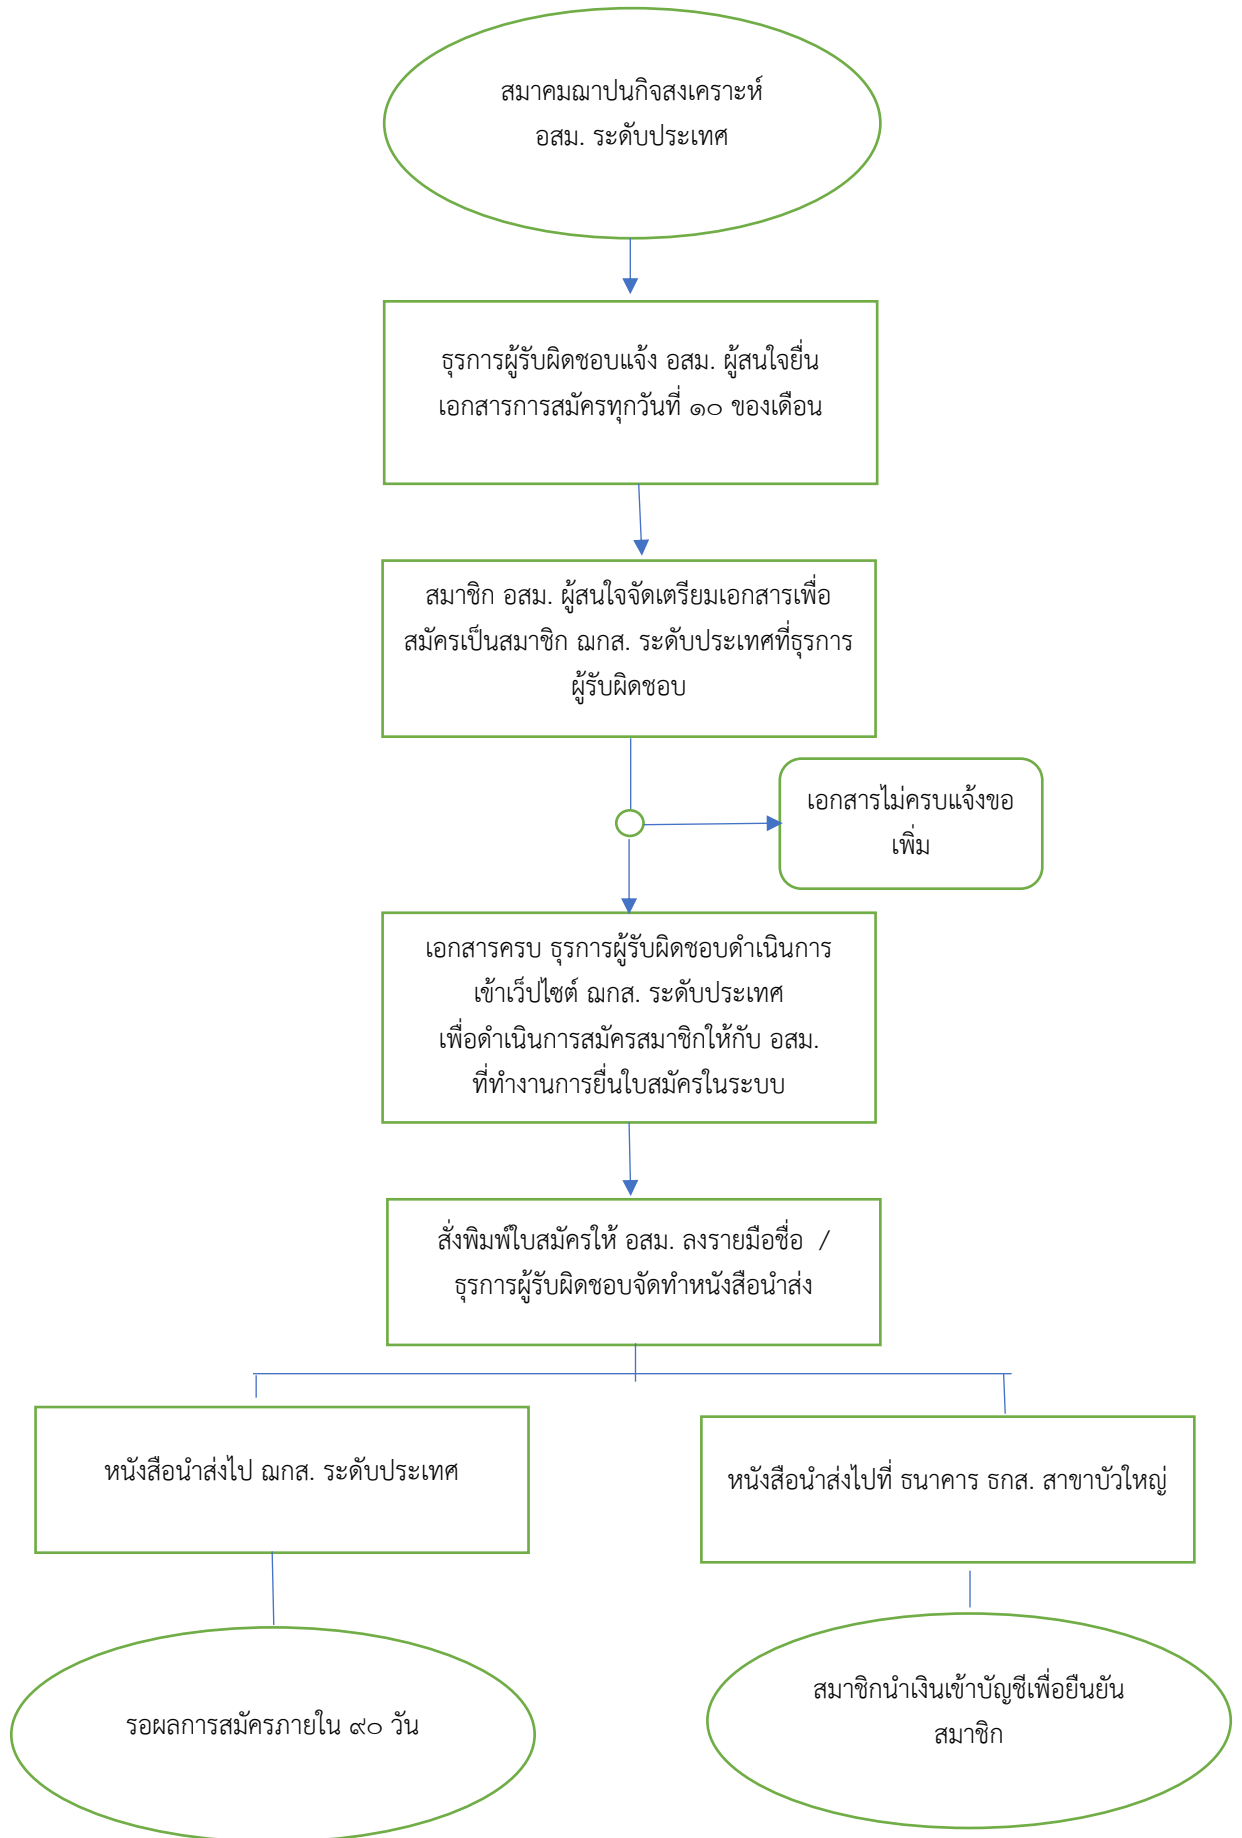 สมาคมฌาปนกิจสงเคราะห์
อสม. ระดับประเทศ
ธุรการผู้รับผิดชอบแจ้ง อสม. ผู้สนใจยื่น
เอกสารการสมัครทุกวันที่ ๑๐ ของเดือน
สมาชิก อสม. ผู้สนใจจัดเตรียมเอกสารเพื่อ
สมัครเป็นสมาชิก ฌกส. ระดับประเทศที่ธุรการ
ผู้รับผิดชอบ
เอกสารไม่ครบแจ้งขอ
เพิ่ม
เอกสารครบ ธุรการผู้รับผิดชอบดำเนินการ
เข้าเว็ปไซต์ ฌกส. ระดับประเทศ
เพื่อดำเนินการสมัครสมาชิกให้กับ อสม.
ที่ทำงานการยื่นใบสมัครในระบบ
สั่งพิมพ์ใบสมัครให้ อสม. ลงรายมือชื่อ /
ธุรการผู้รับผิดชอบจัดทำหนังสือนำส่ง
หนังสือนำส่งไป ฌกส. ระดับประเทศ
หนังสือนำส่งไปที่ ธนาคาร ธกส. สาขาบัวใหญ่
รอผลการสมัครภายใน ๙๐ วัน
สมาชิกนำเงินเข้าบัญชีเพื่อยืนยัน
สมาชิก